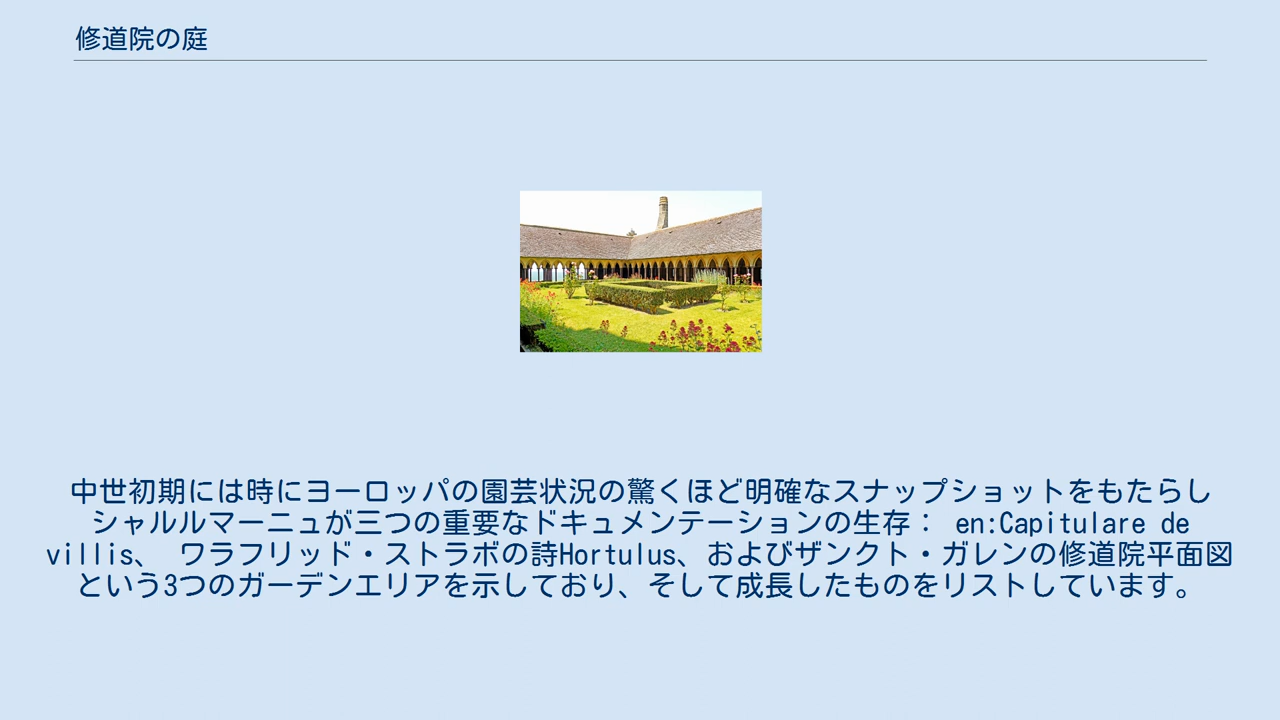 修道院の庭
中世初期には時にヨーロッパの園芸状況の驚くほど明確なスナップショットをもたらし
シャルルマーニュが三つの重要なドキュメンテーションの生存： en:Capitulare de
villis、 ワラフリッド・ストラボの詩Hortulus、およびザンクト・ガレンの修道院平面図
という3つのガーデンエリアを示しており、そして成長したものをリストしています。